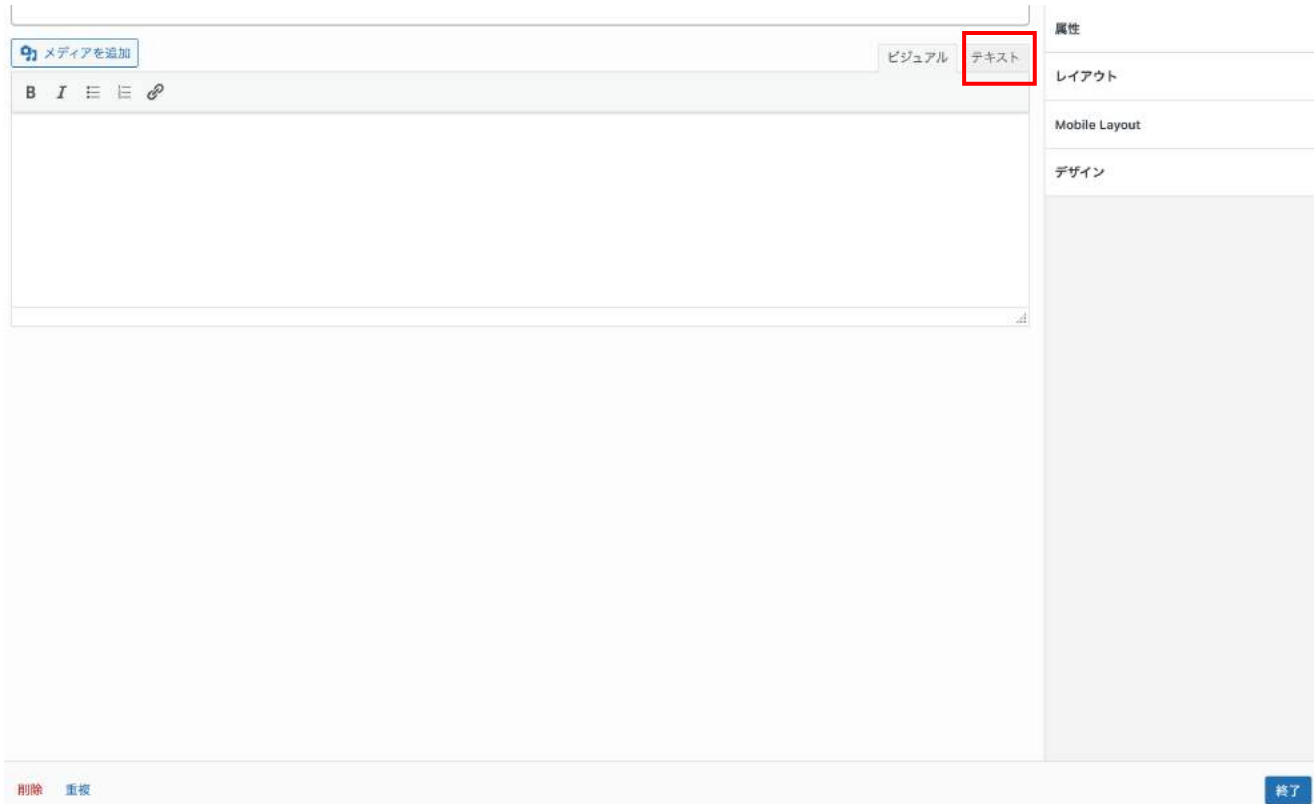 メディアを追加
ビジュアル
テキスト
B I
属性
レイアウト
Mobile Layout
デザイン
削除 重複
終了